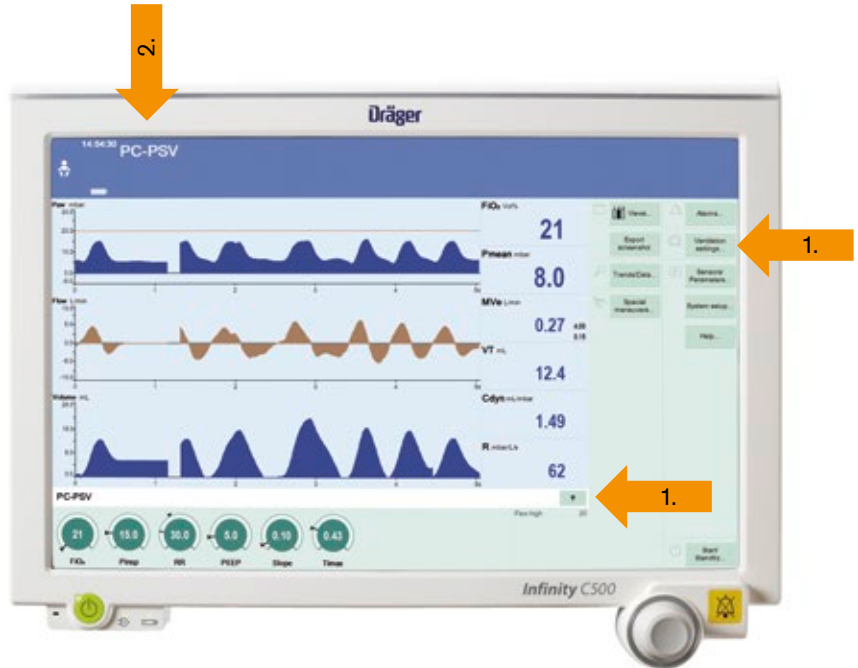 2.
Dräger
14:54:30 PC-PSV
Paw mbar
FiO₂ Vol%
21
Views...
Alarms...
Export screenshot
Ventilation settings...
1.
Pmean mbar
8.0
Trends/Data...
Sensors/ Parameters...
Flow L/min
MVe L/min
0.27
Special maneuvers...
System setup...
Help...
VT mL
12.4
Volume mL
Cdyn mL/mbar
1.49
R mbar/L/s
62
PC-PSV
1.
Paw high 20
21
15.0
30.0
5.0
0.10
0.43
FiO₂
Pinsp
RR
PEEP
Slope
Timax
Start/ Standby...
Infinity C500